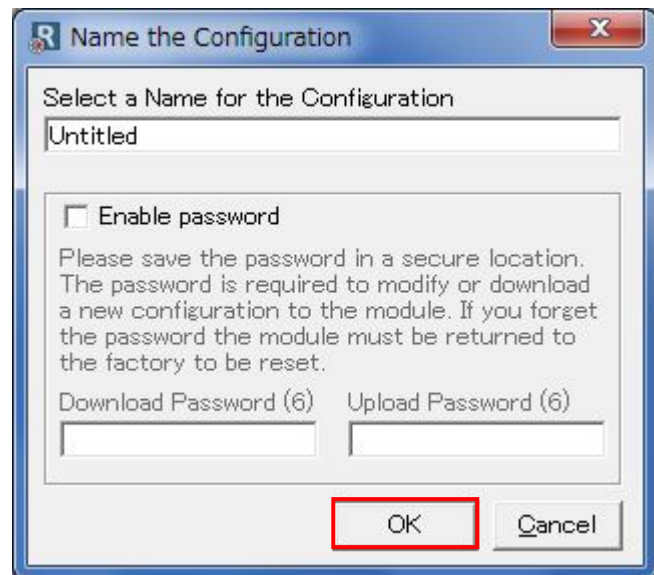 Name the Configuration
Select a Name for the Configuration
Untitled
Enable password
Please save the password in a secure location.
The password is required to modify or download
a new configuration to the module. If you forget
the password the module must be returned to
the factory to be reset.
Download Password (6) Upload Password (6)
OK Cancel